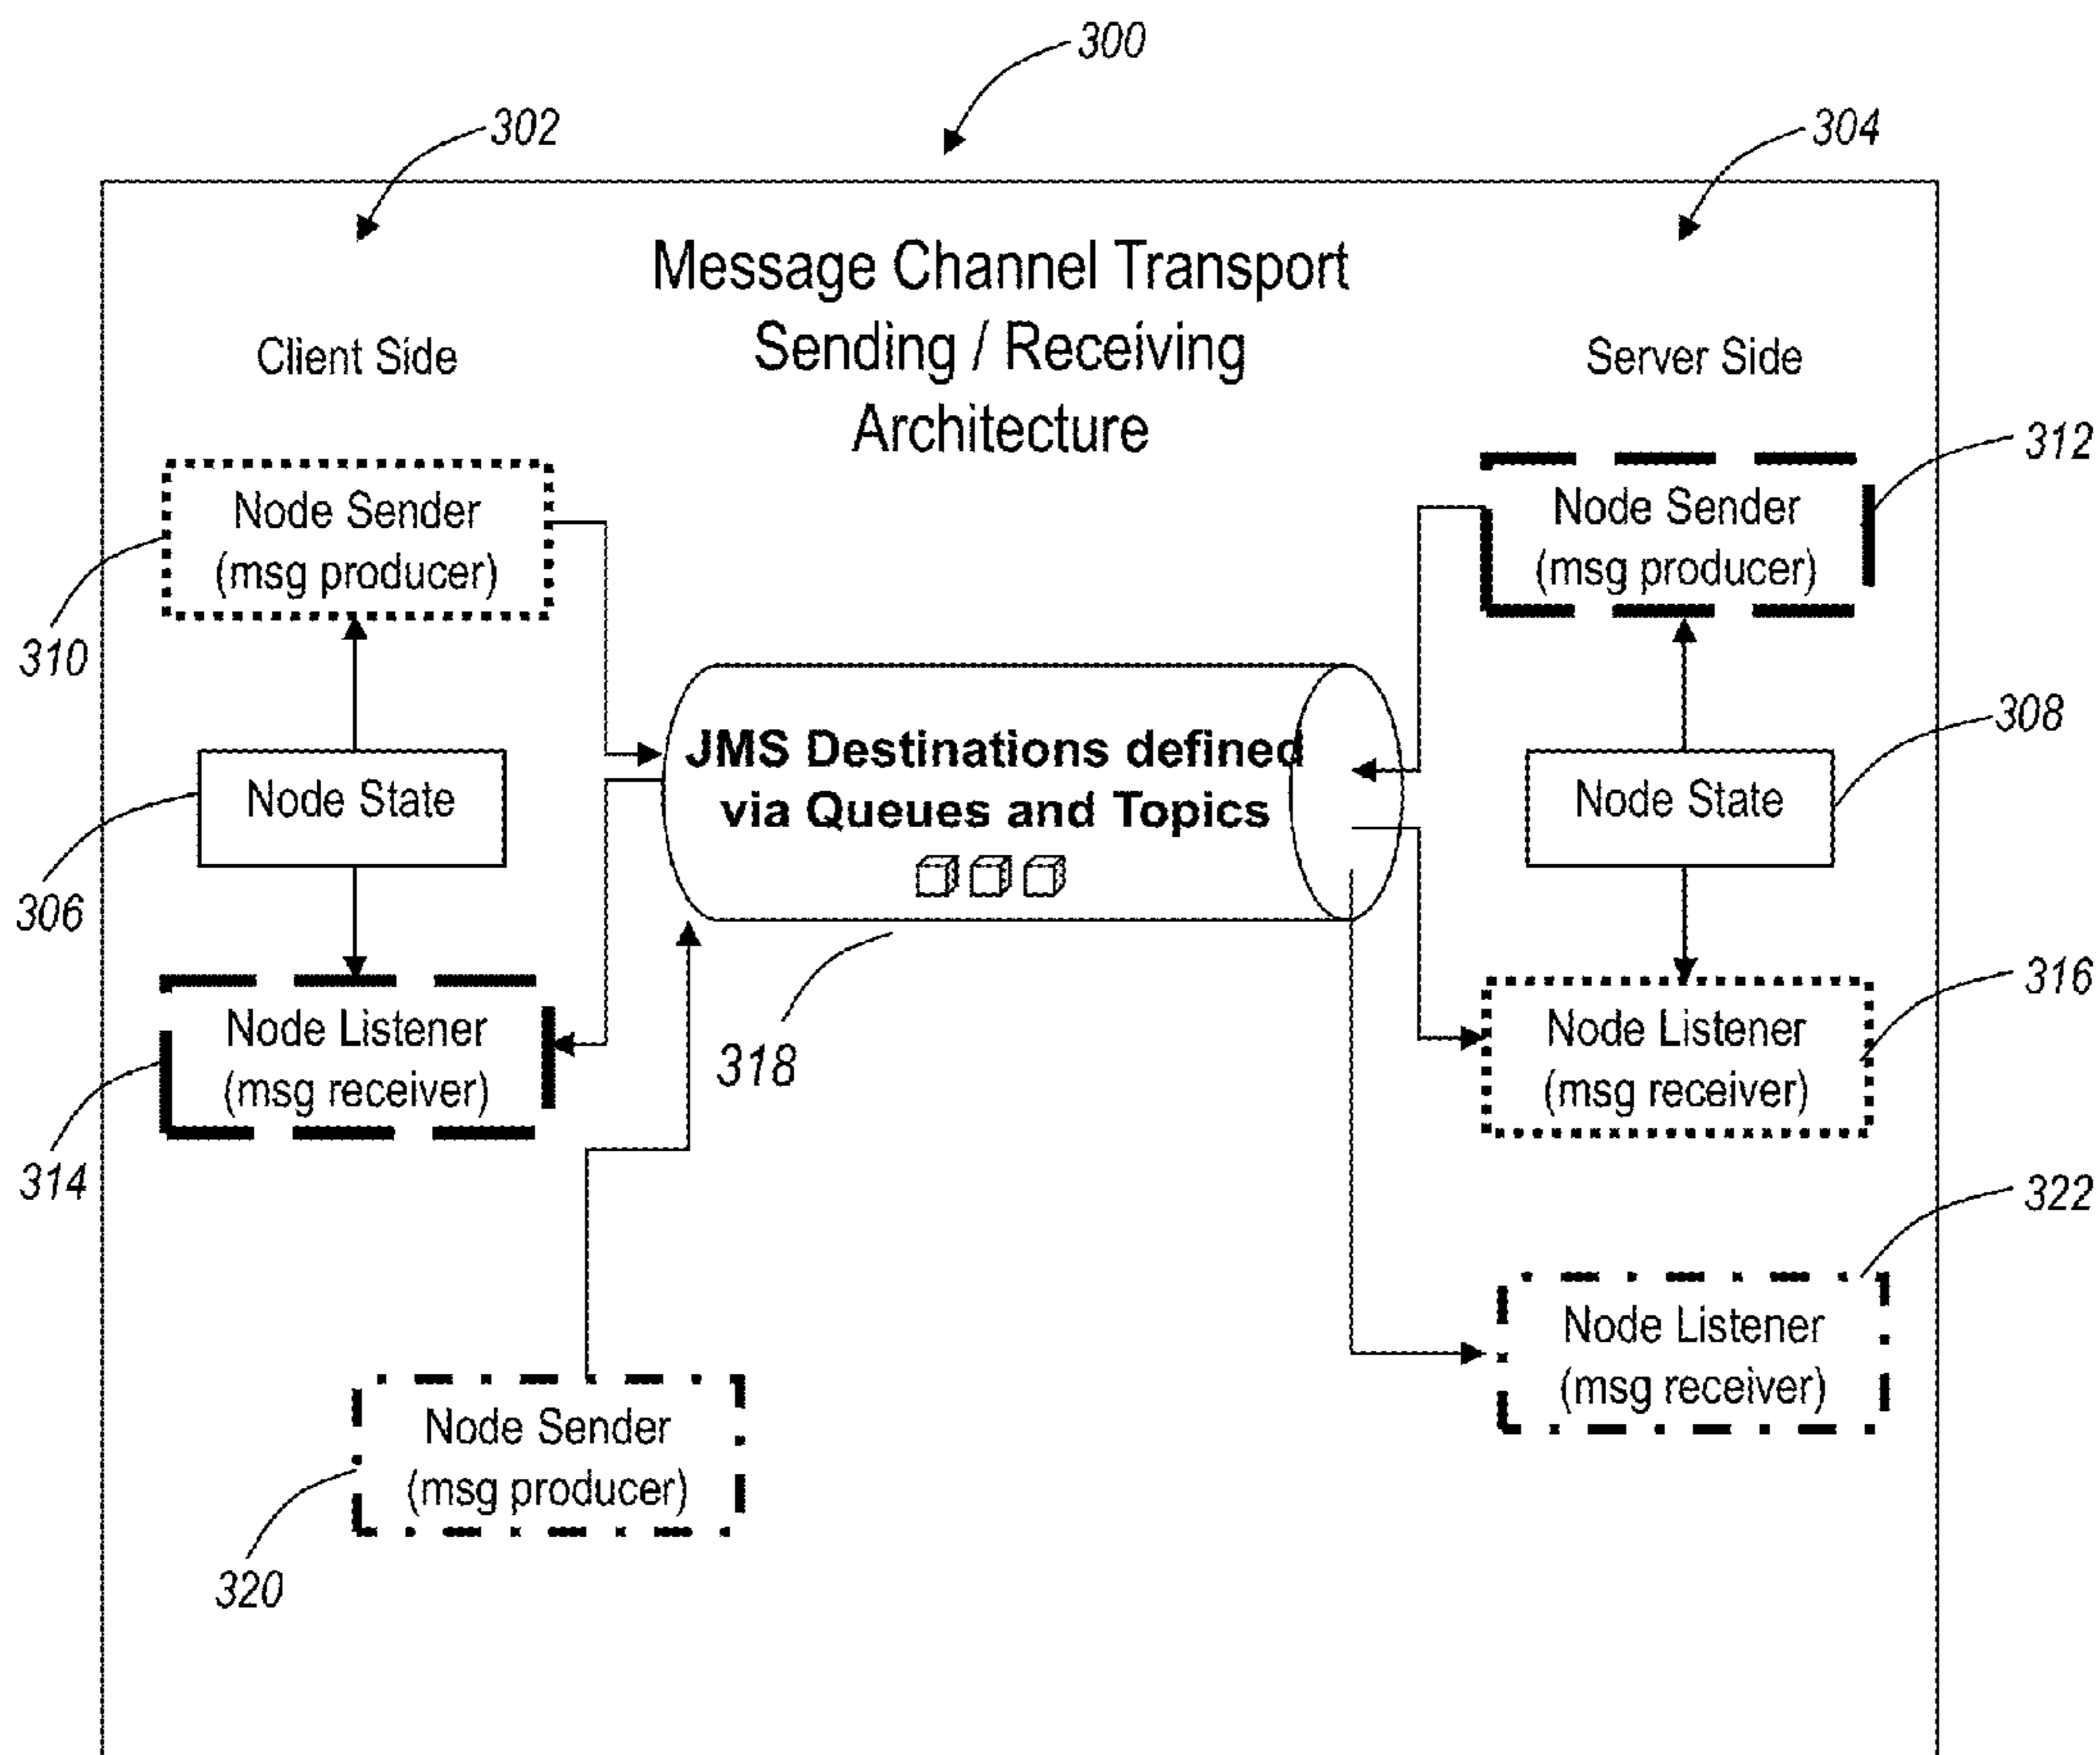 300
302
304
Message Channel Transport
Sending / Receiving
Architecture
Client Side
Server Side
312
Node Sender
(msg producer)
Node Sender
(msg producer)
310
308
JMS Destinations defined
via Queues and Topics
Node State
Node State
306
316
Node Listener
(msg receiver)
318
Node Listener
(msg receiver)
314
322
Node Listener
(msg receiver)
Node Sender
(msg producer)
320